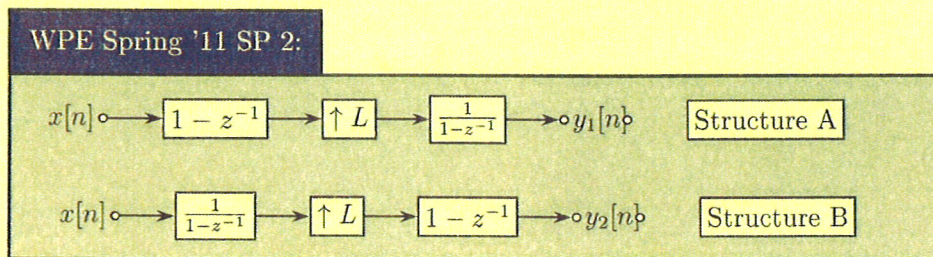 WPE Spring '11 SP 2:
x[n] 1 − z⁻¹ ↑ L 1/(1−z⁻¹) y₁[n] Structure A
x[n] 1/(1−z⁻¹) ↑ L 1 − z⁻¹ y₂[n] Structure B